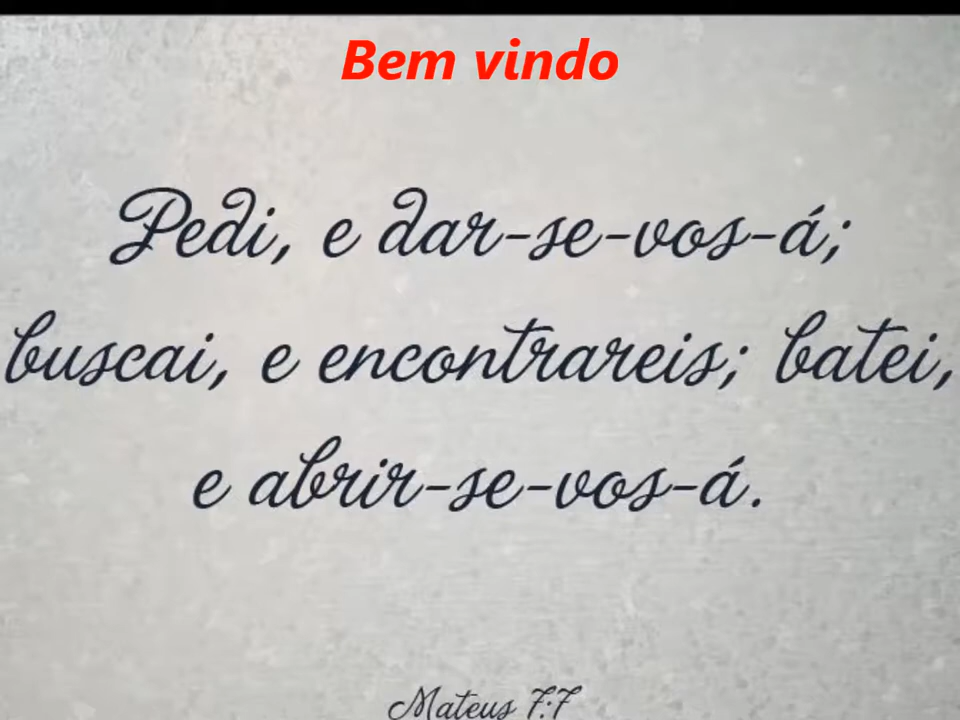 Bem vindo
Pedi, e dar-se-vos-á;
buscai, e encontrareis; batei,
e abrir-se-vos-á.
Mateus 7:7